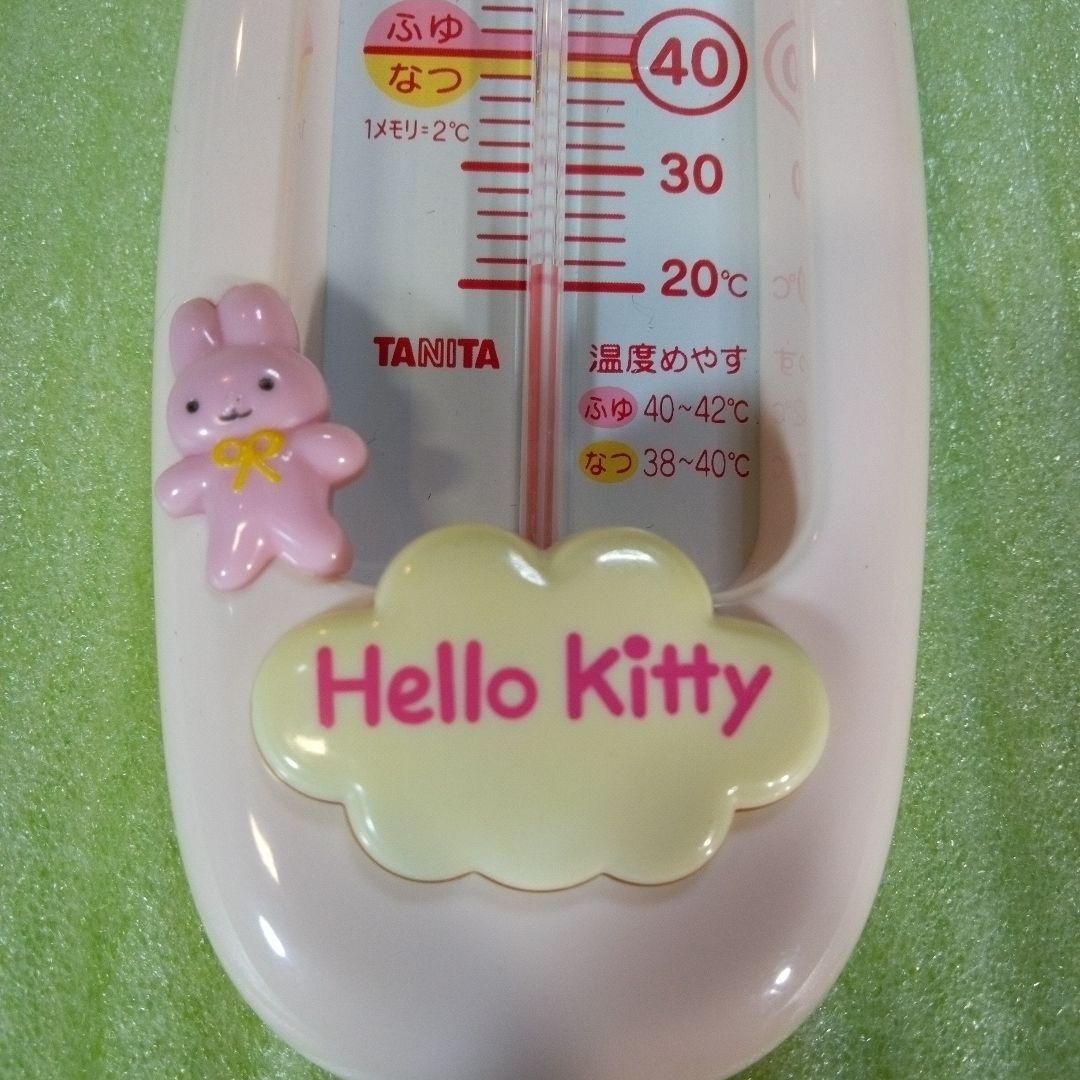 ふゆ
なつ
40
1メモリ=2℃
30
20℃
TANITA
温度めやす
ふゆ 40~42℃
なつ 38~40℃
Hello Kitty